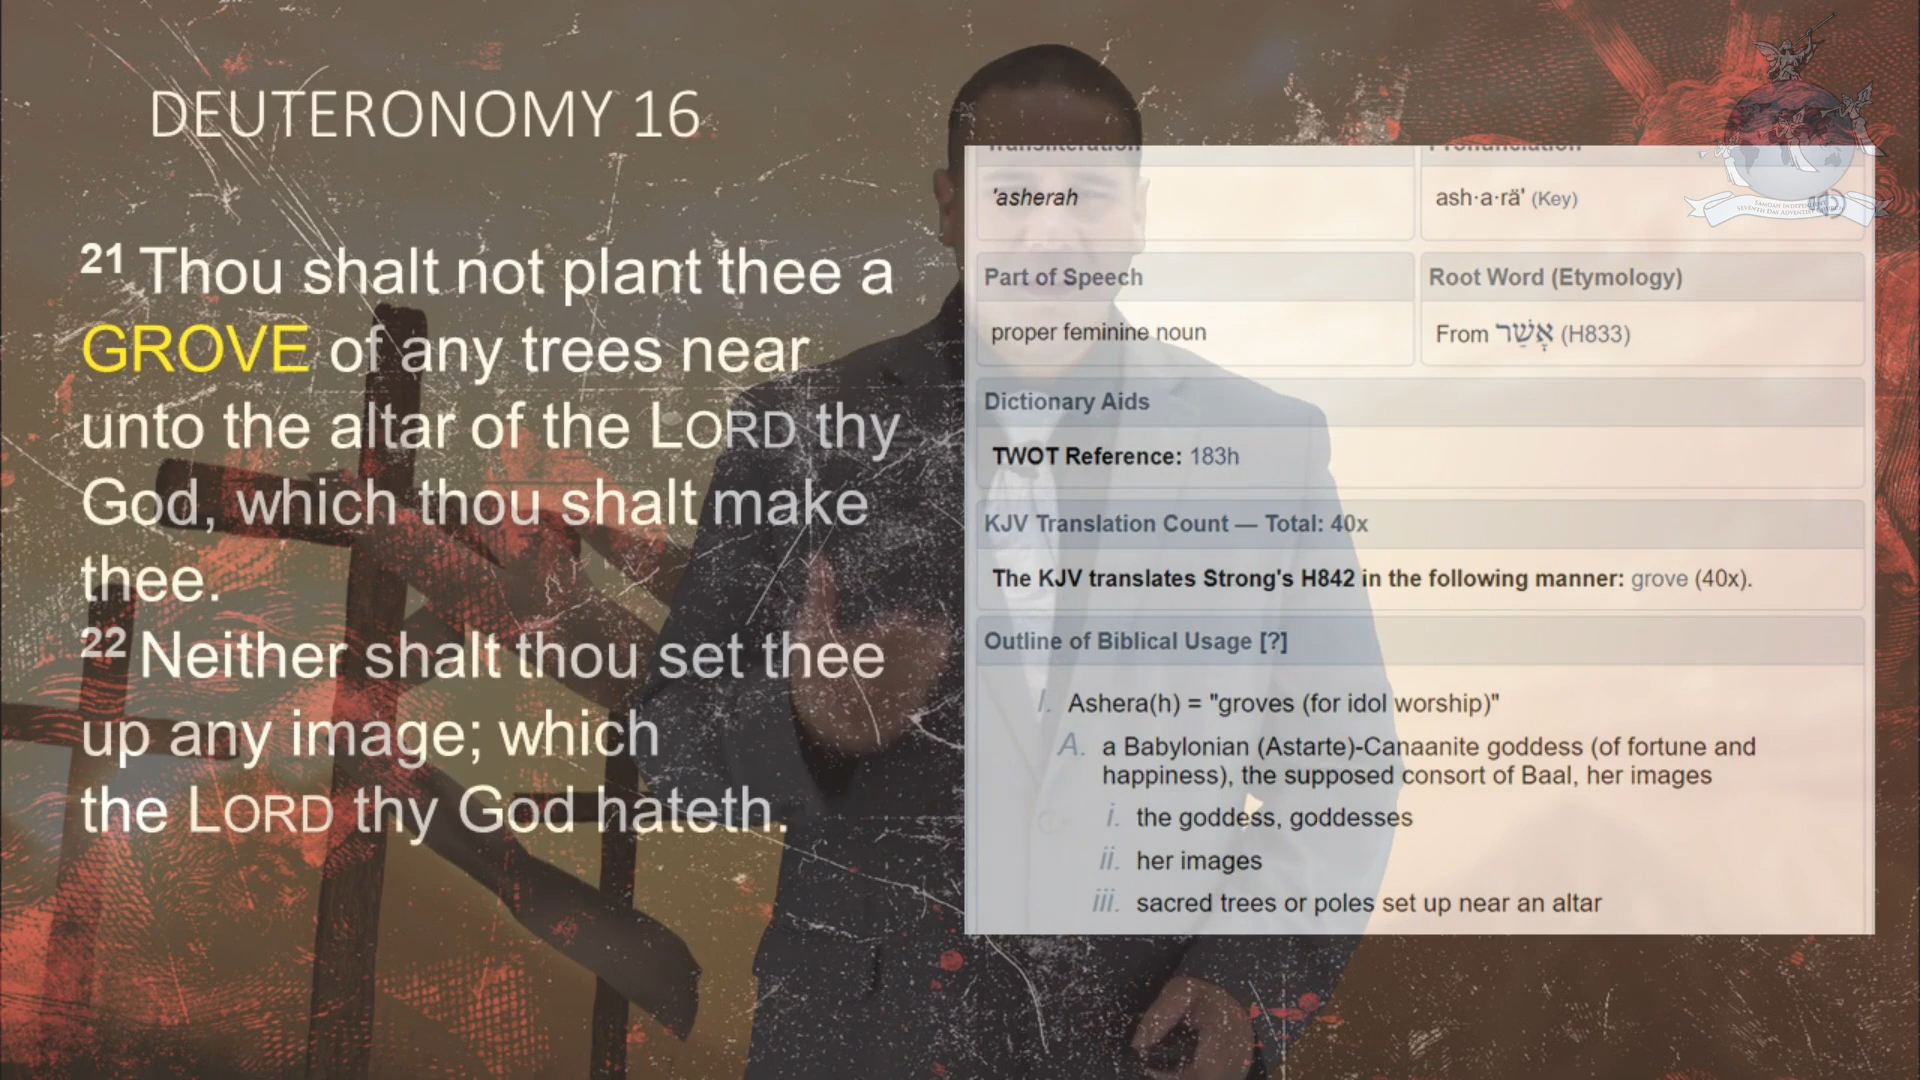 DEUTERONOMY 16
21 Thou shalt not plant thee a
GROVE of any trees near
unto the altar of the LORD thy
God, which thou shalt make
thee.
22 Neither shalt thou set thee
up any image; which
the LORD thy God hateth.
Transliteration
Pronunciation
'asherah
ash·a·rä' (Key)
Part of Speech
Root Word (Etymology)
proper feminine noun
From אָשַׁר (H833)
Dictionary Aids
TWOT Reference: 183h
KJV Translation Count — Total: 40x
The KJV translates Strong's H842 in the following manner: grove (40x).
Outline of Biblical Usage [?]
I. Ashera(h) = "groves (for idol worship)"
A. a Babylonian (Astarte)-Canaanite goddess (of fortune and
happiness), the supposed consort of Baal, her images
i. the goddess, goddesses
ii. her images
iii. sacred trees or poles set up near an altar
SEVENTH DAY ADVENTIST CHURCH